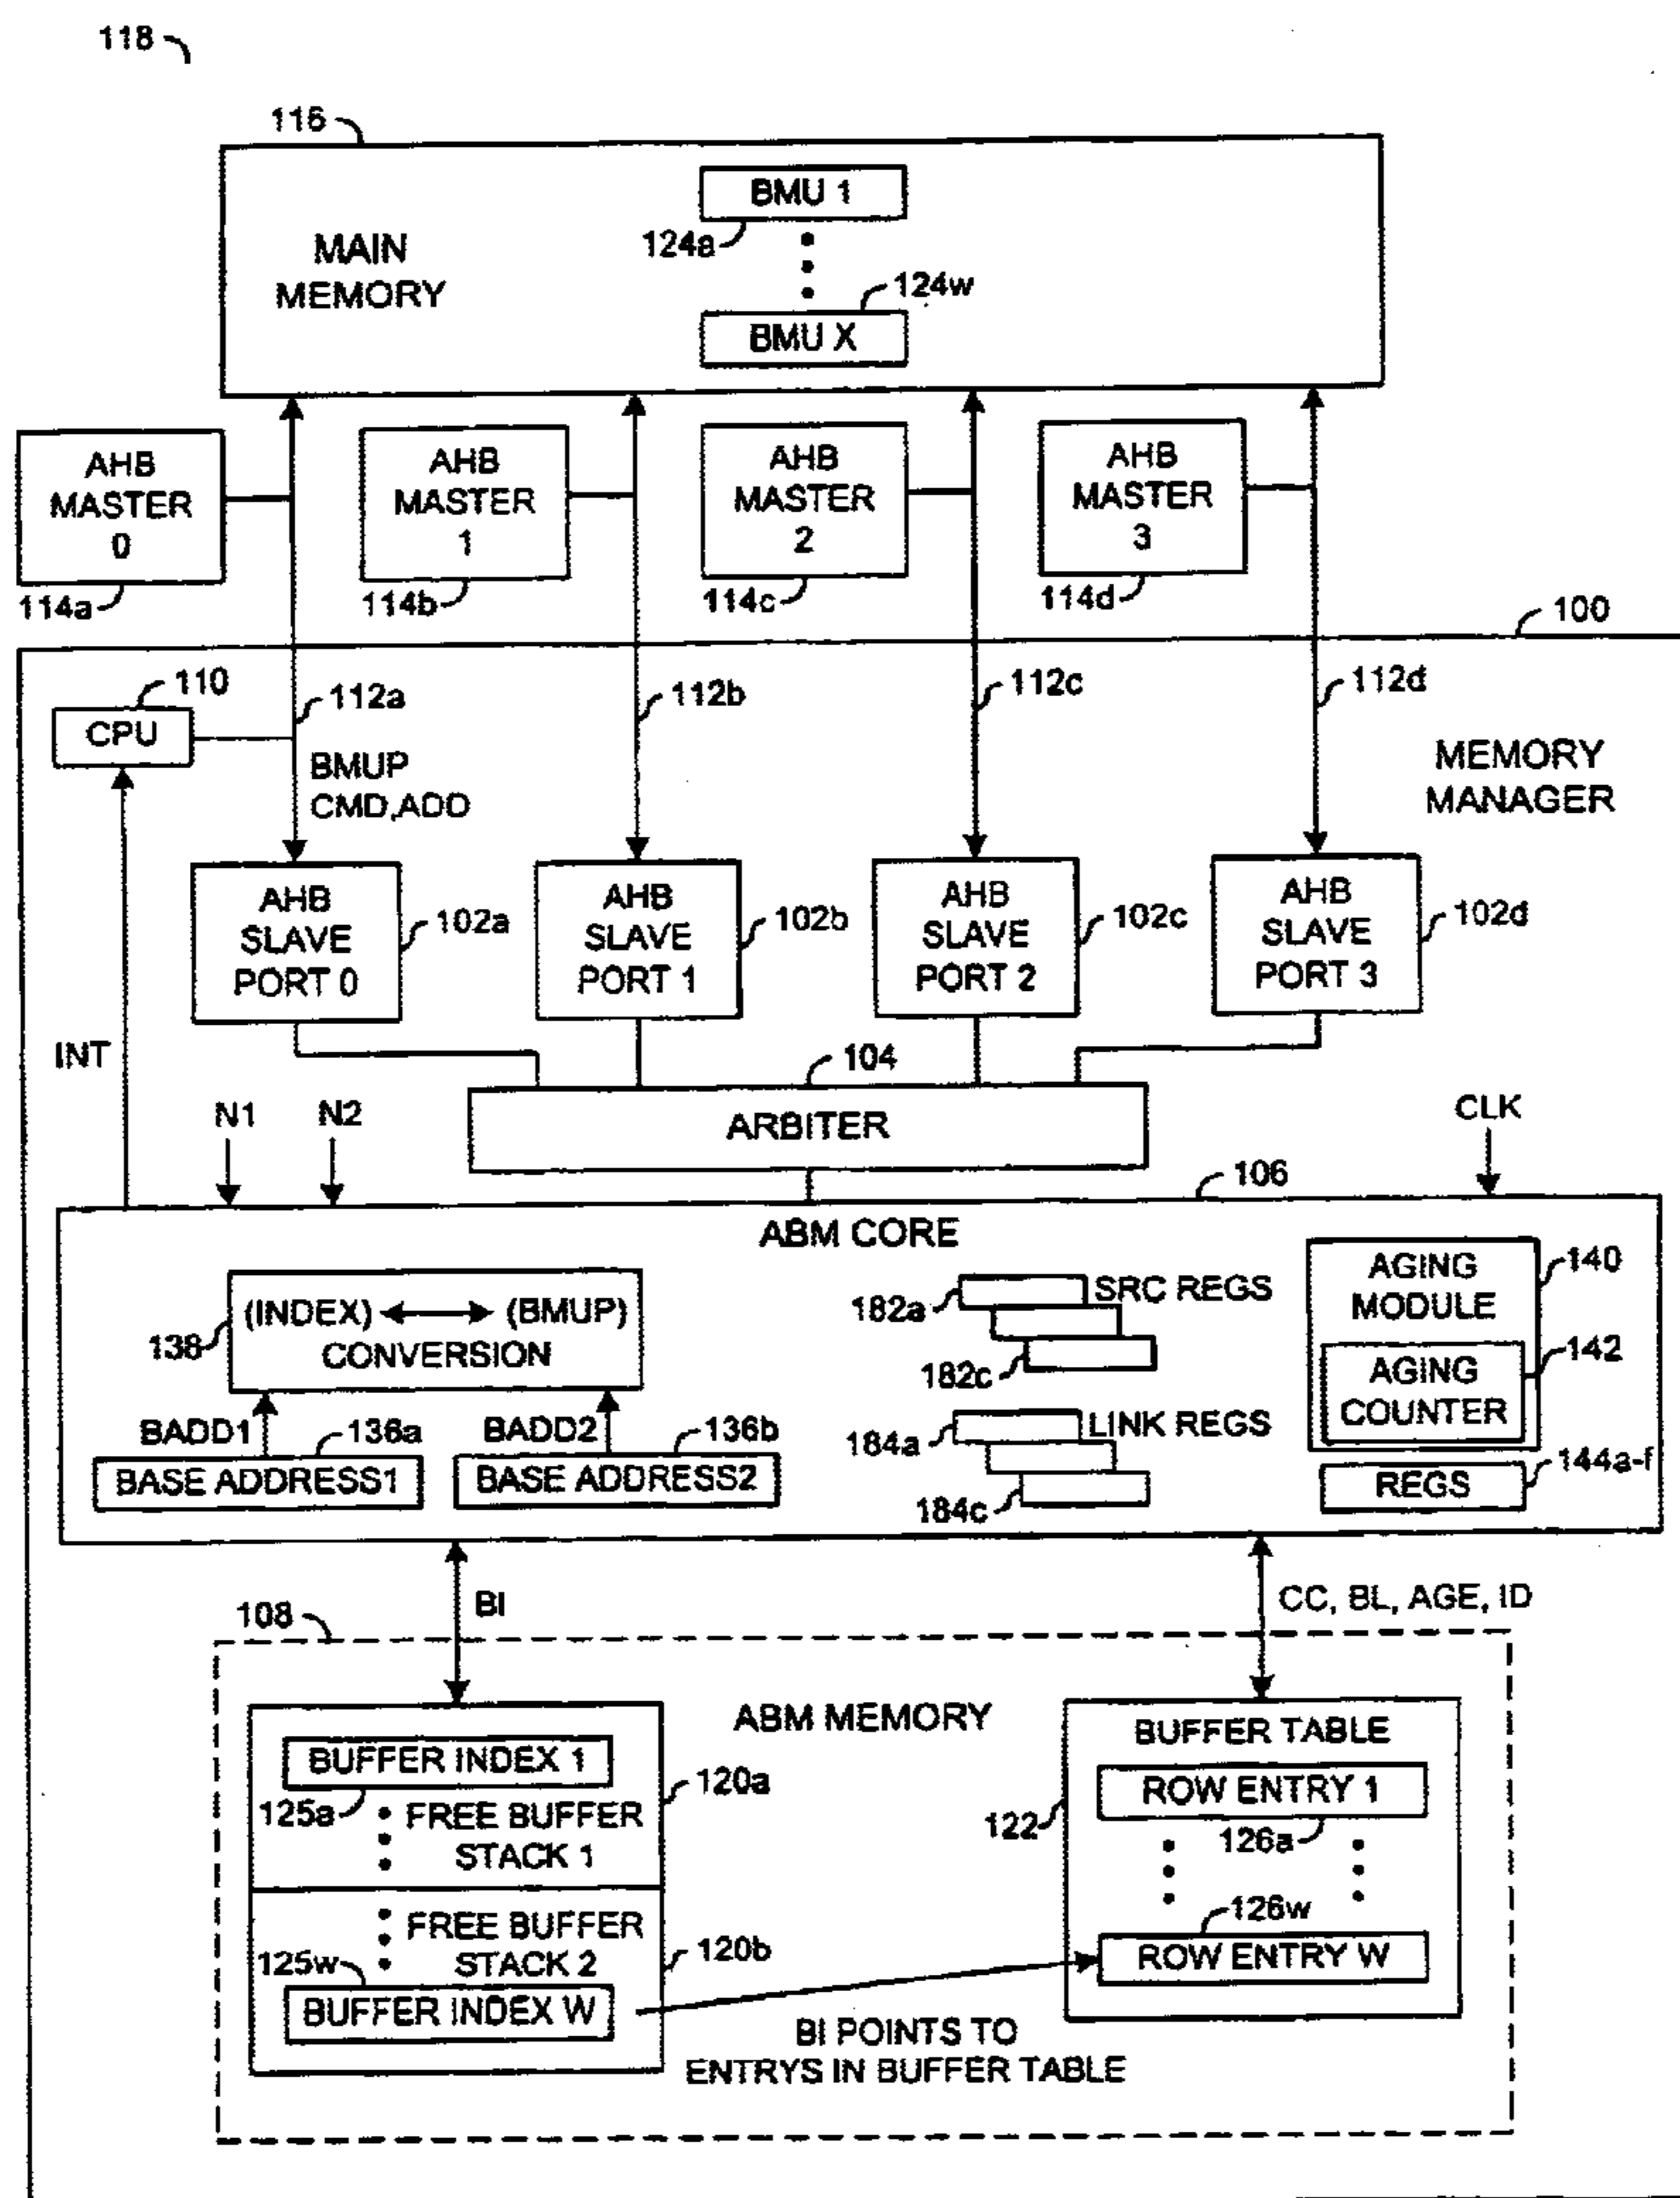 118
116
BMU 1
124a
MAIN
MEMORY
124w
BMU X
AHB
MASTER
0
114a
AHB
MASTER
1
114b
AHB
MASTER
2
114c
AHB
MASTER
3
114d
100
110
CPU
112a
112b
112c
112d
BMUP
CMD,ADD
MEMORY
MANAGER
AHB
SLAVE
PORT 0
102a
AHB
SLAVE
PORT 1
102b
AHB
SLAVE
PORT 2
102c
AHB
SLAVE
PORT 3
102d
INT
104
N1
N2
ARBITER
CLK
106
ABM CORE
138
(INDEX) (BMUP)
CONVERSION
182a
SRC REGS
182c
AGING
MODULE
140
AGING
COUNTER
142
BADD1
136a
BADD2
136b
184a
LINK REGS
184c
BASE ADDRESS1
BASE ADDRESS2
REGS
144a-f
BI
CC, BL, AGE, ID
108
ABM MEMORY
BUFFER INDEX 1
125a
FREE BUFFER
STACK 1
120a
FREE BUFFER
STACK 2
120b
125w
BUFFER INDEX W
BUFFER TABLE
ROW ENTRY 1
122
126a
126w
ROW ENTRY W
BI POINTS TO
ENTRYS IN BUFFER TABLE